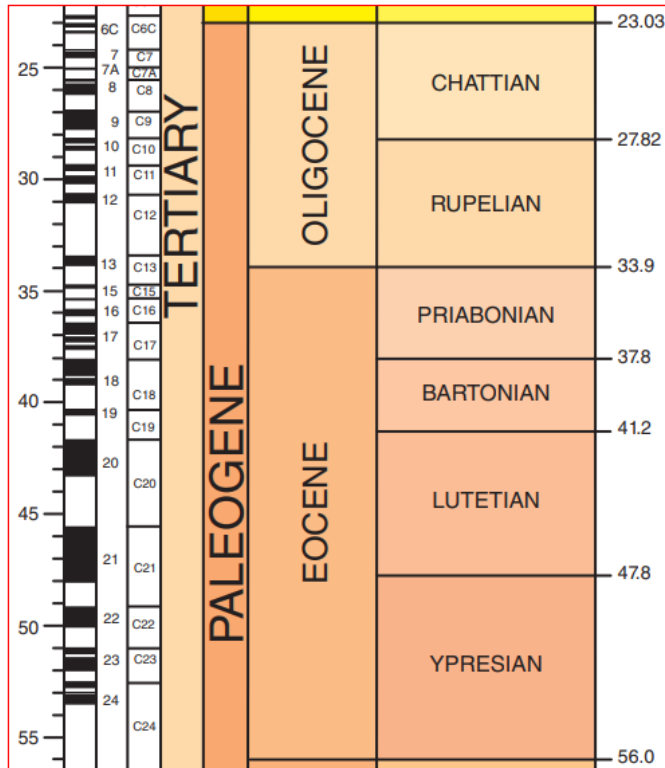 25
30
35
40
45
50
55
6C
7
7A
8
9
10
11
12
13
15
16
17
18
19
20
21
22
23
24
C6C
C7
C7A
C8
C9
C10
C11
C12
C13
C15
C16
C17
C18
C19
C20
C21
C22
C23
C24
TERTIARY
PALEOGENE
OLIGOCENE
EOCENE
CHATTIAN
RUPELIAN
PRIABONIAN
BARTONIAN
LUTETIAN
YPRESIAN
23.03
27.82
33.9
37.8
41.2
47.8
56.0